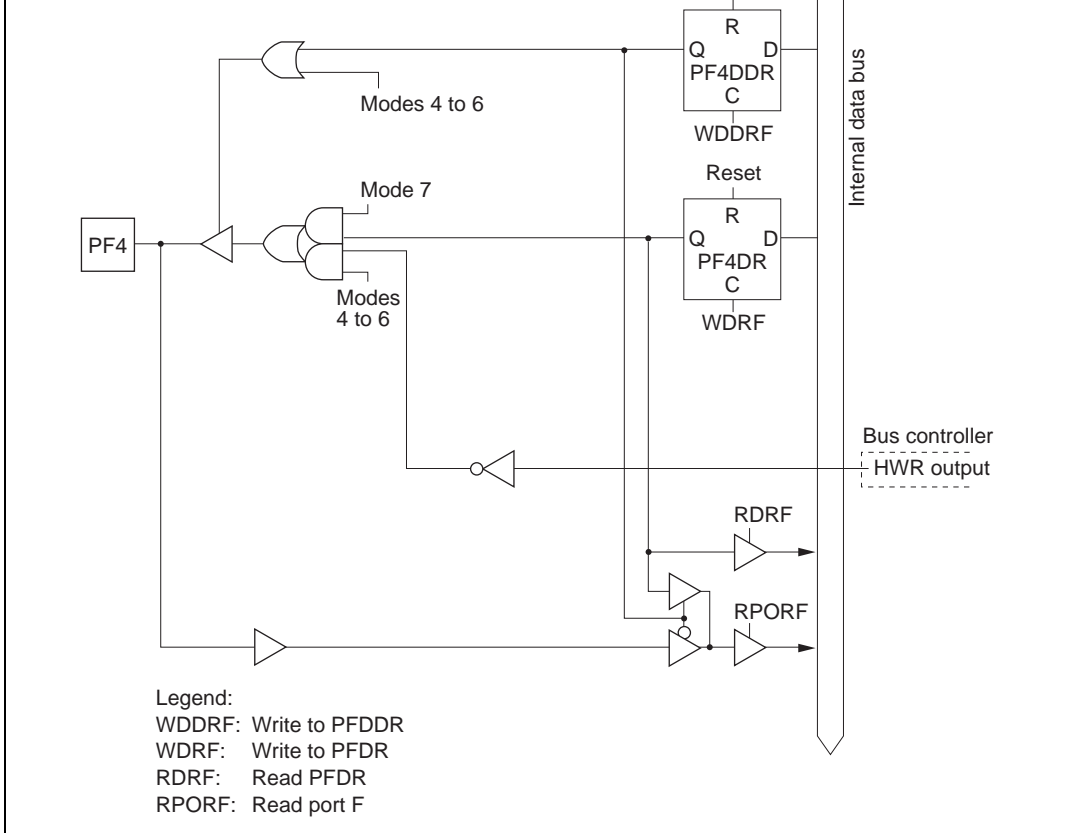 R
Q D
PF4DDR
C
WDDRF
Modes 4 to 6
Internal data bus
Reset
Mode 7
R
Q D
PF4DR
C
WDRF
PF4
Modes
4 to 6
Bus controller
HWR output
RDRF
RPORF
Legend:
WDDRF: Write to PFDDR
WDRF: Write to PFDR
RDRF: Read PFDR
RPORF: Read port F